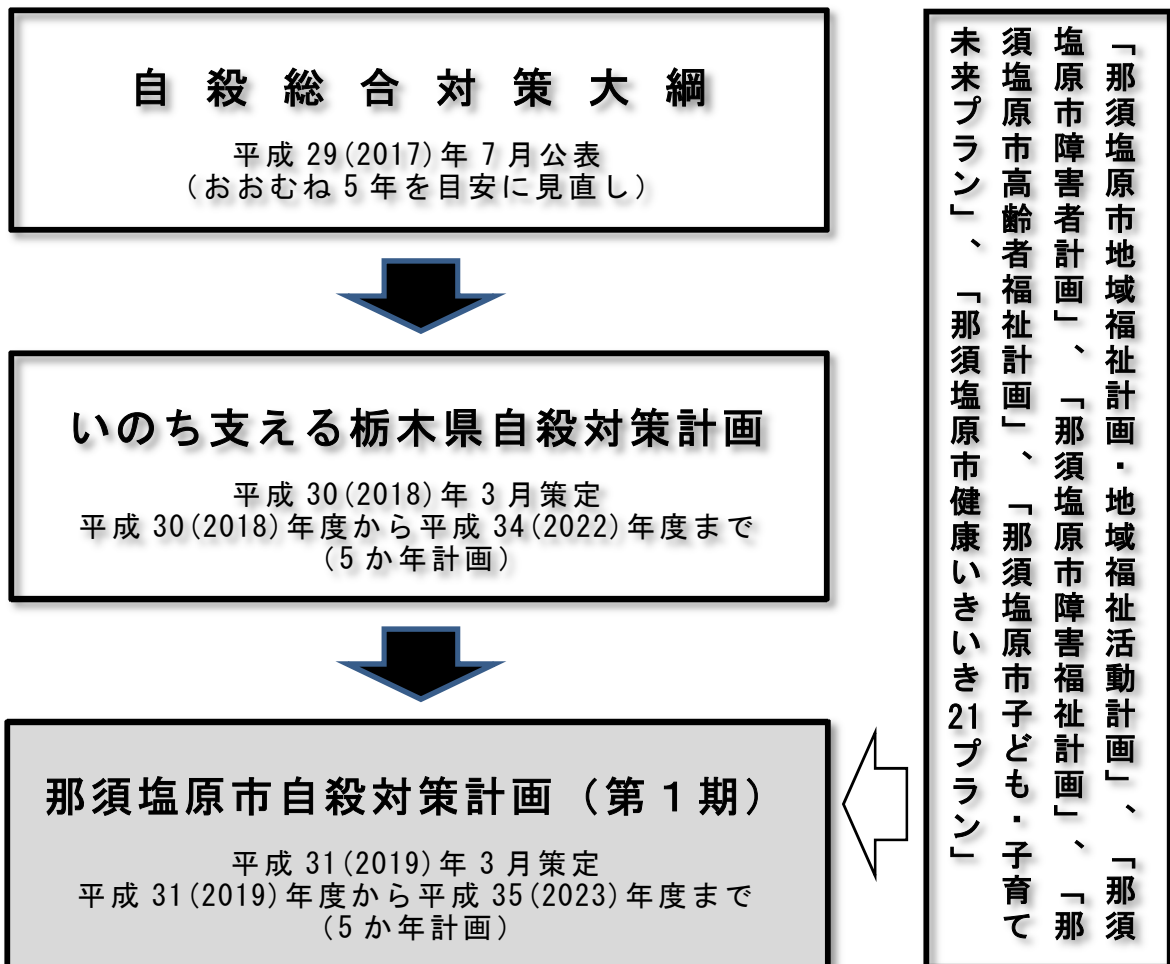 自殺総合対策大綱
平成 29(2017)年 7 月公表
（おおむね 5 年を目安に見直し）
いのち支える栃木県自殺対策計画
平成 30(2018)年 3 月策定
平成 30(2018)年度から平成 34(2022)年度まで
（5 か年計画）
那須塩原市自殺対策計画（第１期）
平成 31(2019)年 3 月策定
平成 31(2019)年度から平成 35(2023)年度まで
（5 か年計画）
「那須塩原市地域福祉計画・地域福祉活動計画」、「那須
塩原市障害者計画」、「那須塩原市障害福祉計画」、「那
須塩原市高齢者福祉計画」、「那須塩原市子ども・子育て
未来プラン」、「那須塩原市健康いきいき21プラン」